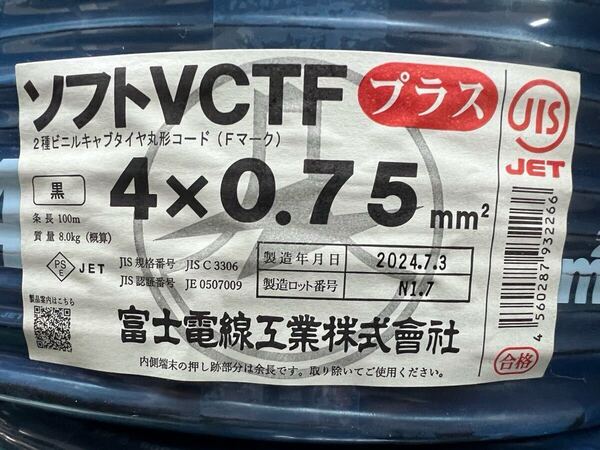 ソフトVCTF プラス
2種ビニルキャブタイヤ丸形コード(Fマーク)
黒
4×0.75mm²
条長 100m
質量 8.0kg(概算)
PS E JET
JIS 規格番号 JIS C 3306
JIS 認証番号 JE 0507009
製造年月日 2024.7.3
製造ロット番号 N1.7
製品案内はこちら
富士電線工業株式會社
内側端末の押し跡部分は余長です。取り除いてご使用ください。
JIS
JET
4 560287 932266
合格